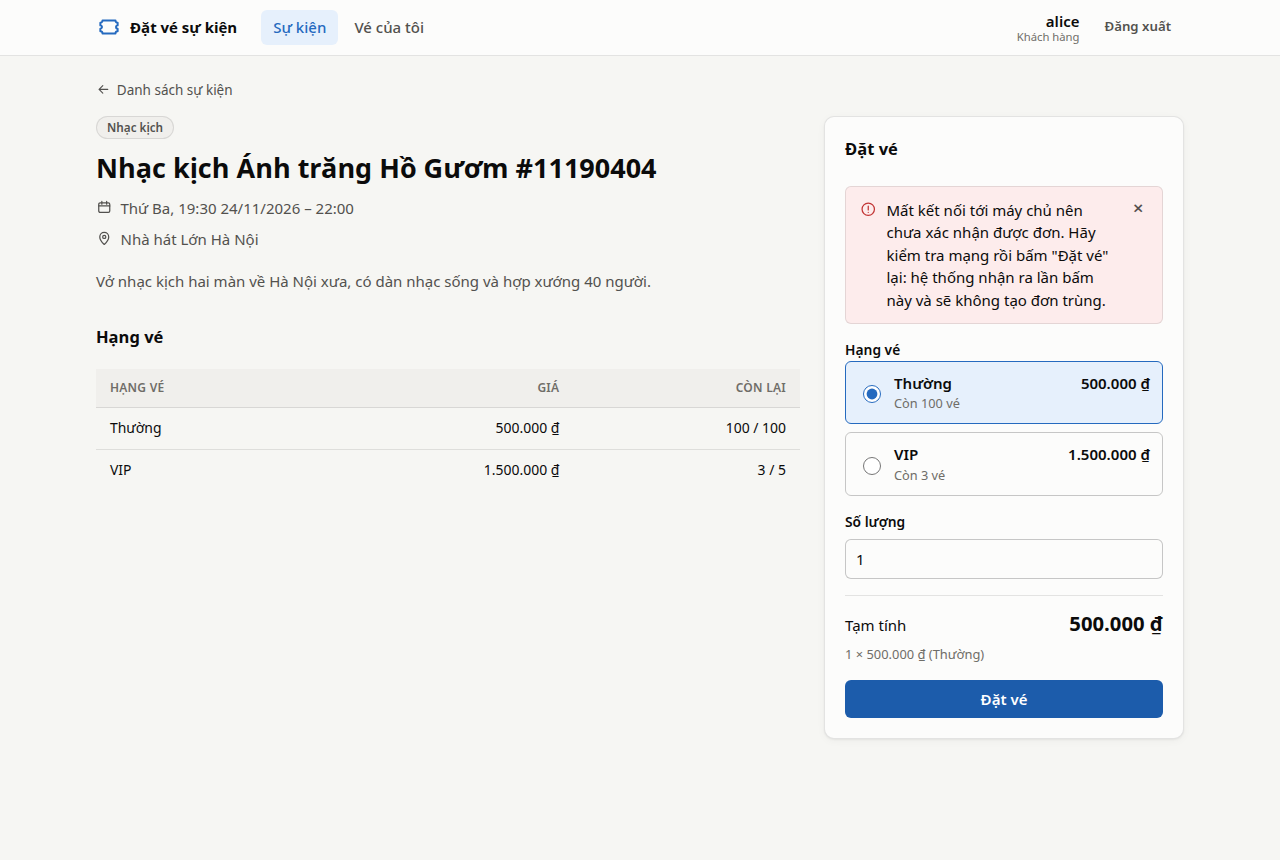 Đặt vé sự kiện
Sự kiện
Vé của tôi
alice
Khách hàng
Đăng xuất
← Danh sách sự kiện
Nhạc kịch
Nhạc kịch Ánh trăng Hồ Gươm #11190404
Thứ Ba, 19:30 24/11/2026 – 22:00
Nhà hát Lớn Hà Nội
Vở nhạc kịch hai màn về Hà Nội xưa, có dàn nhạc sống và hợp xướng 40 người.
Hạng vé
HẠNG VÉ GIÁ CÒN LẠI
Thường 500.000 ₫ 100 / 100
VIP 1.500.000 ₫ 3 / 5
Đặt vé
Mất kết nối tới máy chủ nên
chưa xác nhận được đơn. Hãy
kiểm tra mạng rồi bấm "Đặt vé"
lại: hệ thống nhận ra lần bấm
này và sẽ không tạo đơn trùng.
×
Hạng vé
Thường 500.000 ₫
Còn 100 vé
VIP 1.500.000 ₫
Còn 3 vé
Số lượng
1
Tạm tính 500.000 ₫
1 × 500.000 ₫ (Thường)
Đặt vé